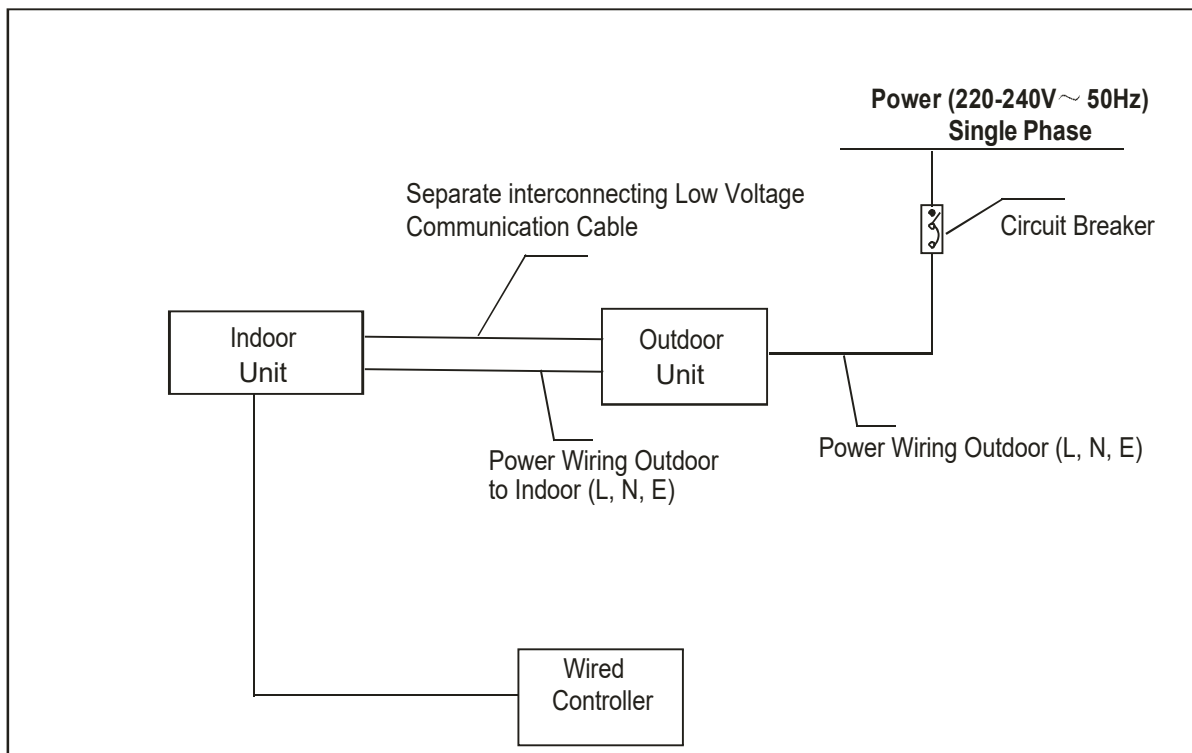 Power (220-240V～ 50Hz)
Single Phase
Separate interconnecting Low Voltage
Communication Cable
Circuit Breaker
Indoor
Unit
Outdoor
Unit
Power Wiring Outdoor
to Indoor (L, N, E)
Power Wiring Outdoor (L, N, E)
Wired
Controller